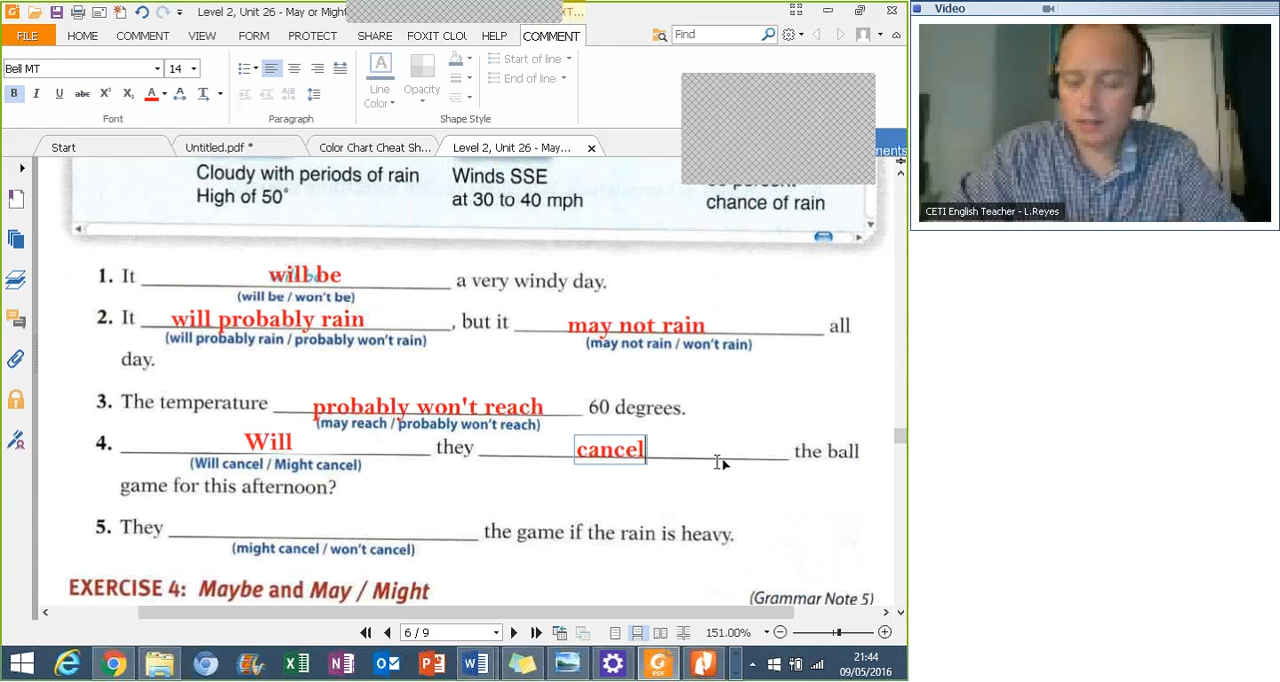 Level 2, Unit 26 - May or Might
XT...
Video
FILE HOME COMMENT VIEW FORM PROTECT SHARE FOXIT CLOU HELP COMMENT
Find
Bell MT 14
Start of line
End of line
Line Color
Opacity
B I U abc X² X₂ A A T
Font Paragraph Shape Style
Start Untitled.pdf * Color Chart Cheat Sh... Level 2, Unit 26 - May...
nents
Cloudy with periods of rain
High of 50°
Winds SSE
at 30 to 40 mph
chance of rain
CETI English Teacher - L.Reyes
1. It will be a very windy day.
(will be / won't be)
2. It will probably rain, but it may not rain all
(will probably rain / probably won't rain) (may not rain / won't rain)
day.
3. The temperature probably won't reach 60 degrees.
(may reach / probably won't reach)
4. Will they cancel the ball
(Will cancel / Might cancel)
game for this afternoon?
5. They the game if the rain is heavy.
(might cancel / won't cancel)
EXERCISE 4: Maybe and May / Might
(Grammar Note 5)
6 / 9
151.00%
21:44
09/05/2016